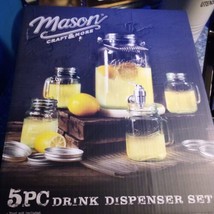 Mason
CRAFT & MORE
5PC DRINK DISPENSER SET